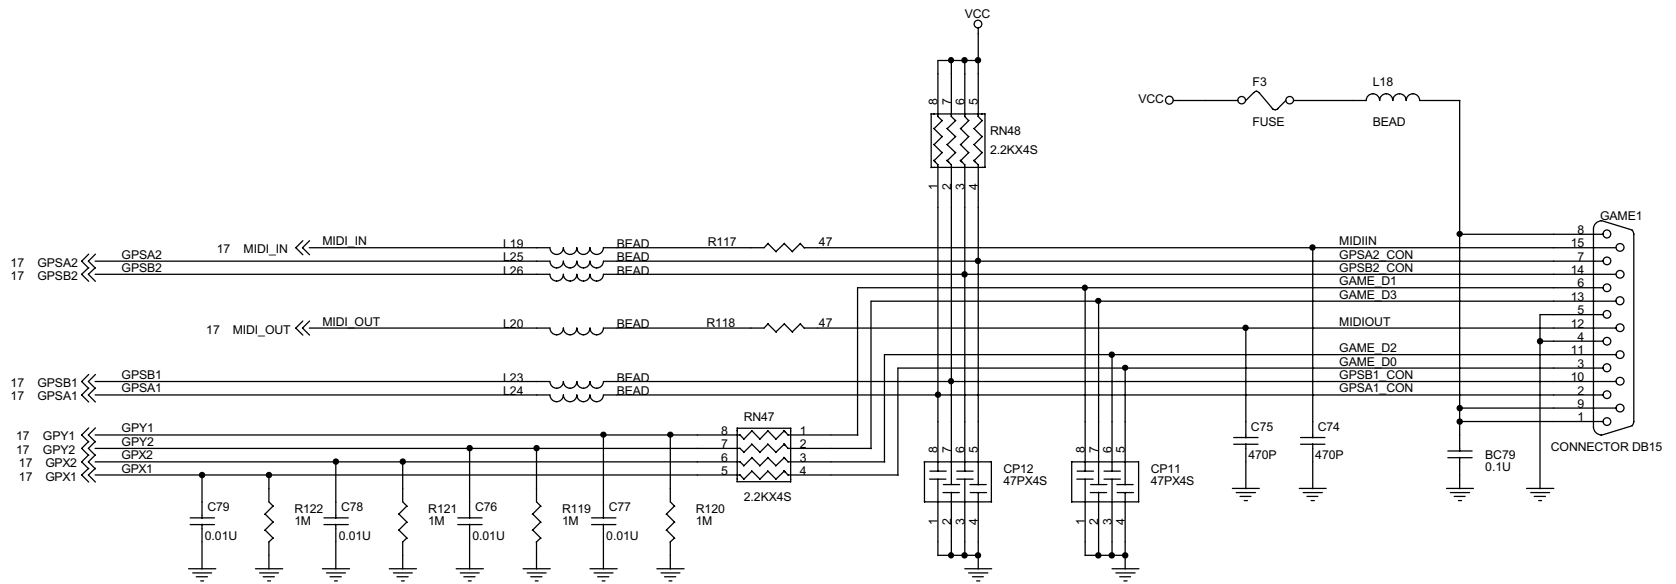 VCC
8 7 6 5
RN48
2.2KX4S
1 2 3 4
VCC
F3
FUSE
L18
BEAD
GAME1
17 MIDI_IN MIDI_IN L19 BEAD R117 47 MIDIIN
17 GPSA2 GPSA2 L25 BEAD GPSA2_CON
17 GPSB2 GPSB2 L26 BEAD GPSB2_CON
GAME_D1
GAME_D3
17 MIDI_OUT MIDI_OUT L20 BEAD R118 47 MIDIOUT
GAME_D2
GAME_D0
17 GPSB1 GPSB1 L23 BEAD GPSB1_CON
17 GPSA1 GPSA1 L24 BEAD GPSA1_CON
8
15
7
14
6
13
5
12
4
11
3
10
2
9
1
CONNECTOR DB15
RN47
17 GPY1 GPY1 8 1
17 GPY2 GPY2 7 2
17 GPX2 GPX2 6 3
17 GPX1 GPX1 5 4
2.2KX4S
8 7 6 5
CP12
47PX4S
1 2 3 4
8 7 6 5
CP11
47PX4S
1 2 3 4
C75
470P
C74
470P
BC79
0.1U
C79
0.01U
R122
1M
C78
0.01U
R121
1M
C76
0.01U
R119
1M
C77
0.01U
R120
1M